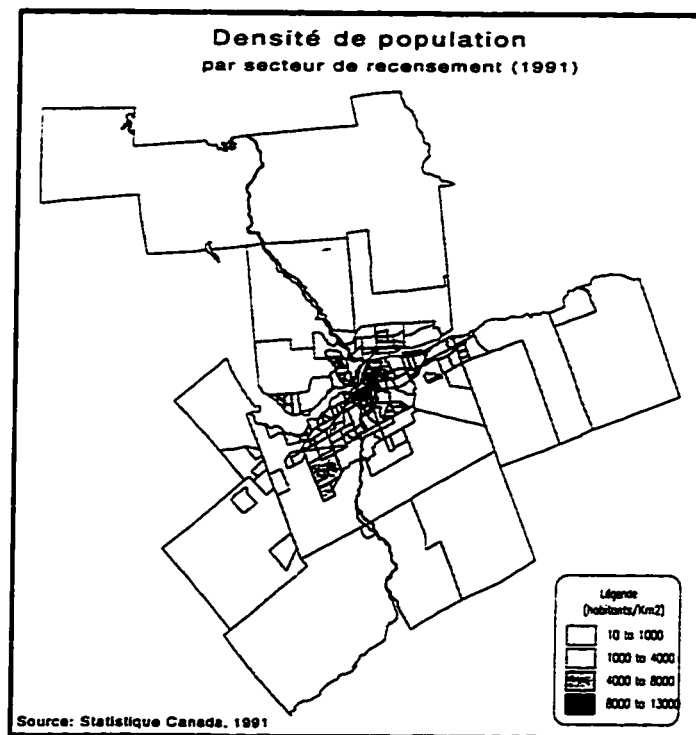 Densité de population
par secteur de recensement (1991)
Légende
(habitants/Km2)
10 to 1000
1000 to 4000
4000 to 8000
8000 to 13000
Source: Statistique Canada, 1991